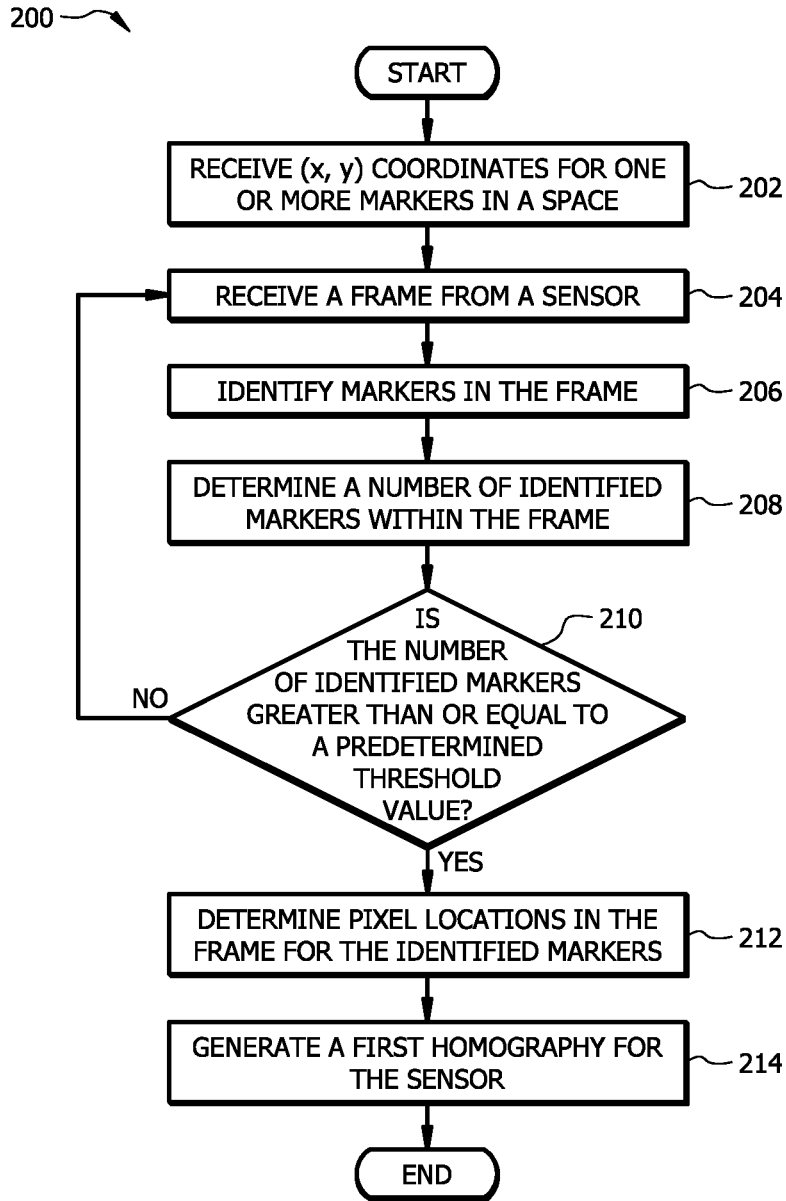 200
START
RECEIVE (x, y) COORDINATES FOR ONE
OR MORE MARKERS IN A SPACE
202
RECEIVE A FRAME FROM A SENSOR
204
IDENTIFY MARKERS IN THE FRAME
206
DETERMINE A NUMBER OF IDENTIFIED
MARKERS WITHIN THE FRAME
208
IS
THE NUMBER
OF IDENTIFIED MARKERS
GREATER THAN OR EQUAL TO
A PREDETERMINED
THRESHOLD
VALUE?
210
NO
YES
DETERMINE PIXEL LOCATIONS IN THE
FRAME FOR THE IDENTIFIED MARKERS
212
GENERATE A FIRST HOMOGRAPHY FOR
THE SENSOR
214
END